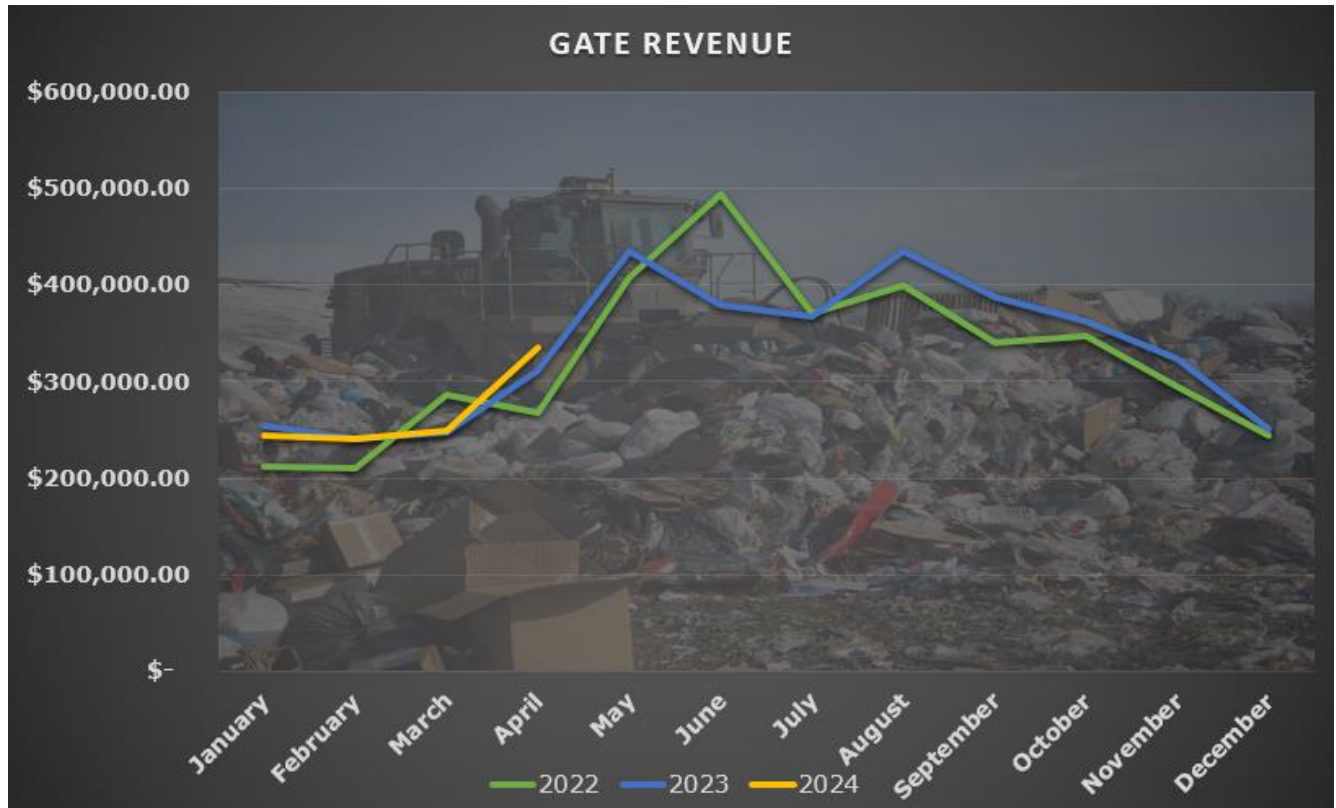 GATE REVENUE
$600,000.00
$500,000.00
$400,000.00
$300,000.00
$200,000.00
$100,000.00
$-
January
February
March
April
May
June
July
August
September
October
November
December
2022
2023
2024